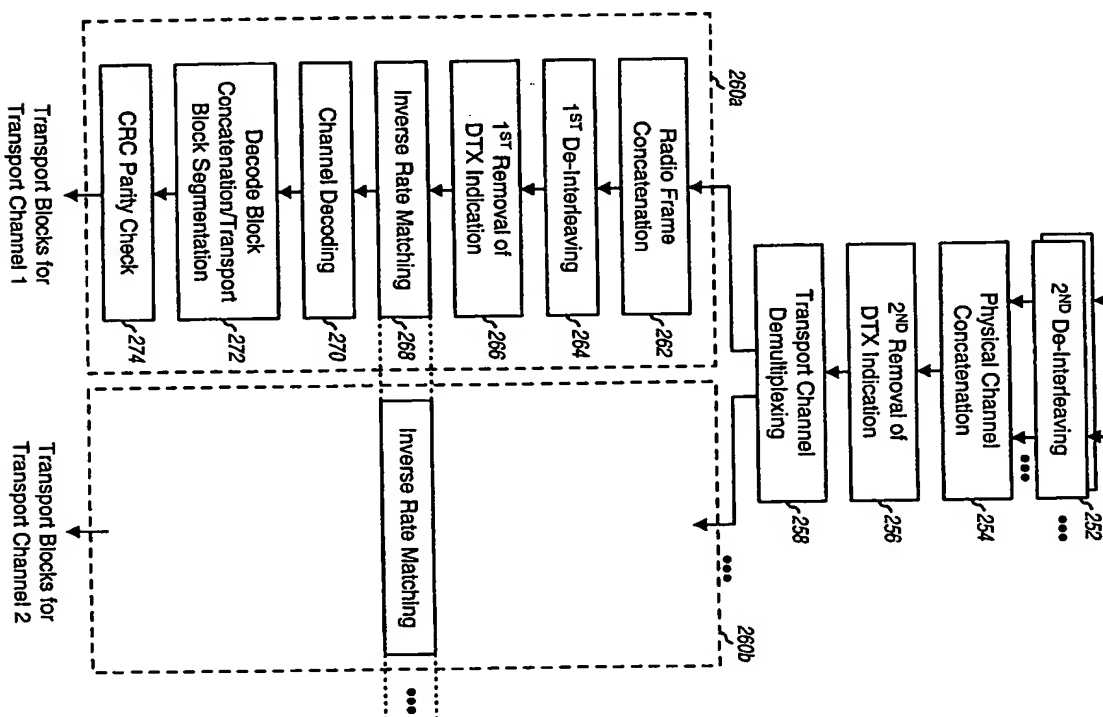 2ND De-Interleaving
252
•••
•••
Physical Channel
Concatenation
254
2ND Removal of
DTX Indication
256
Transport Channel
Demultiplexing
258
•••
260a
Radio Frame
Concatenation
262
1ST De-Interleaving
264
1ST Removal of
DTX Indication
266
Inverse Rate Matching
268
Channel Decoding
270
Decode Block
Concatenation/Transport
Block Segmentation
272
CRC Parity Check
274
Transport Blocks for
Transport Channel 1
260b
Inverse Rate Matching
•••
Transport Blocks for
Transport Channel 2